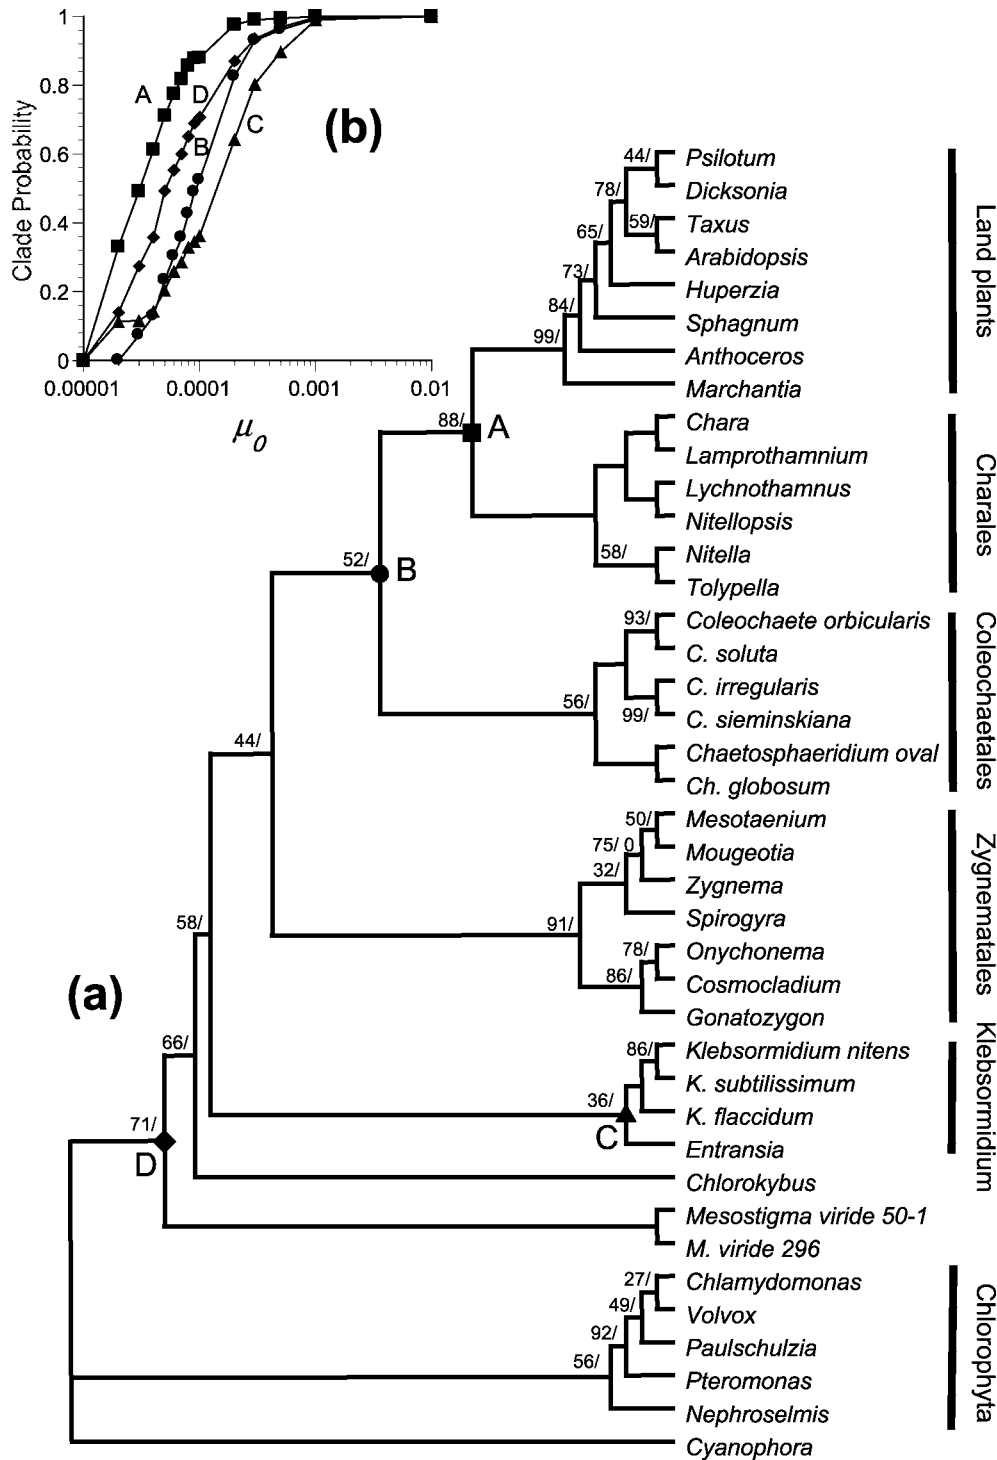 1
0.8
0.6
0.4
0.2
0
Clade Probability
0.00001
0.0001
0.001
0.01
μ0
A
D
B
C
(b)
(a)
44/
Psilotum
Dicksonia
78/
59/
Taxus
Arabidopsis
65/
Huperzia
73/
Sphagnum
84/
Anthoceros
99/
Marchantia
Land plants
88/
A
Chara
Lamprothamnium
Lychnothamnus
Nitellopsis
58/
Nitella
Tolypella
Charales
52/
B
93/
Coleochaete orbicularis
C. soluta
C. irregularis
99/
C. sieminskiana
56/
Chaetosphaeridium oval
Ch. globosum
Coleochaetales
44/
50/
Mesotaenium
75/ 0
Mougeotia
32/
Zygnema
Spirogyra
91/
78/
Onychonema
86/
Cosmocladium
Gonatozygon
Zygnematales
58/
86/
Klebsormidium nitens
K. subtilissimum
36/
C
K. flaccidum
Entransia
Klebsormidium
66/
Chlorokybus
71/
D
Mesostigma viride 50-1
M. viride 296
27/
Chlamydomonas
49/
Volvox
92/
Paulschulzia
56/
Pteromonas
Nephroselmis
Chlorophyta
Cyanophora